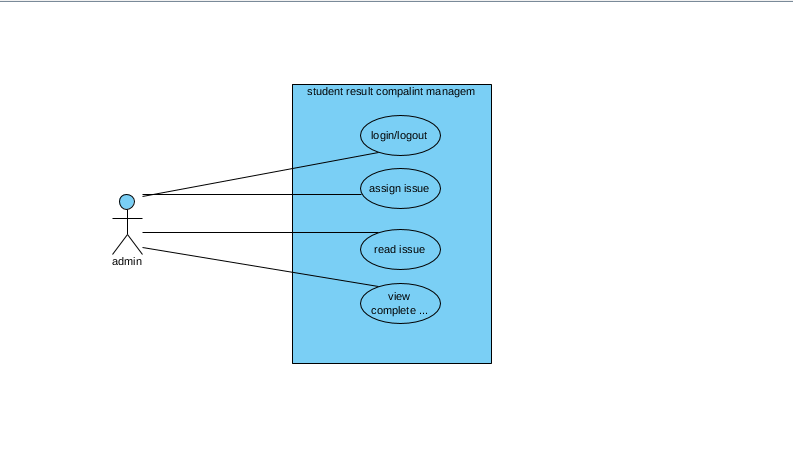 student result compalint managem
login/logout
assign issue
read issue
admin
view
complete ...